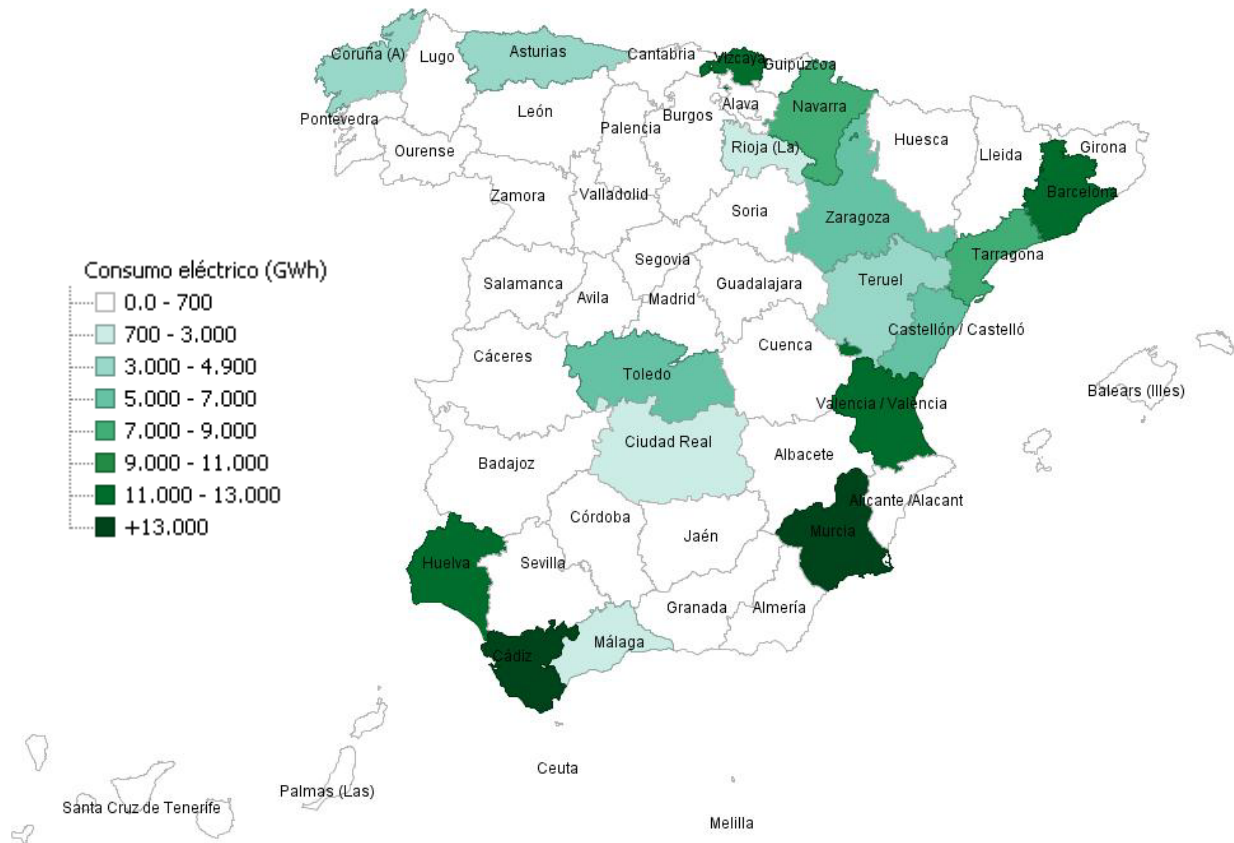 Coruña (A)
Lugo
Asturias
Cantabria
Vizcaya
Guipúzcoa
Pontevedra
Ourense
León
Palencia
Burgos
Alava
Navarra
Rioja (La)
Huesca
Lleida
Girona
Barcelona
Zamora
Valladolid
Soria
Zaragoza
Tarragona
Salamanca
Segovia
Avila
Madrid
Guadalajara
Teruel
Castellón / Castelló
Cáceres
Toledo
Cuenca
Valencia / València
Balears (Illes)
Badajoz
Ciudad Real
Albacete
Alicante /Alacant
Huelva
Sevilla
Córdoba
Jaén
Murcia
Cádiz
Málaga
Granada
Almería
Ceuta
Melilla
Palmas (Las)
Santa Cruz de Tenerife
Consumo eléctrico (GWh)
0.0 - 700
700 - 3.000
3.000 - 4.900
5.000 - 7.000
7.000 - 9.000
9.000 - 11.000
11.000 - 13.000
+13.000